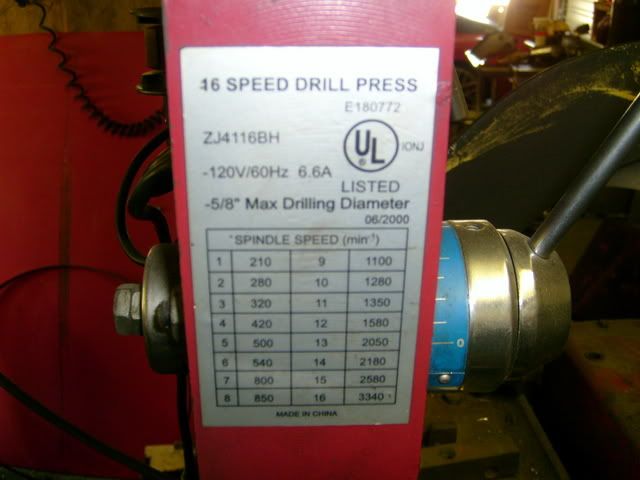 16 SPEED DRILL PRESS
E180772
ZJ4116BH
UL
IONJ
-120V/60Hz 6.6A
LISTED
-5/8" Max Drilling Diameter
06/2000
SPINDLE SPEED (min⁻¹)
1 210 9 1100
2 280 10 1280
3 320 11 1350
4 420 12 1580
5 500 13 2050
6 540 14 2180
7 800 15 2580
8 850 16 3340
MADE IN CHINA
0